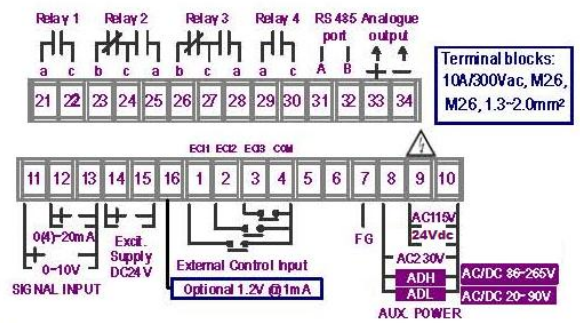 Relay 1 Relay 2 Relay 3 Relay 4 RS 485 Analogue
port output
a c b c a b c a a c A B
21 22 23 24 25 26 27 28 29 30 31 32 33 34
Terminal blocks:
10A/300Vac, M2.6,
M2.6, 1.3~2.0mm²
ECI1 ECI2 ECI3 COM
11 12 13 14 15 16 1 2 3 4 5 6 7 8 9 10
0(4)~20mA
0~10V
SIGNAL INPUT
Excit.
Supply
DC24V
External Control Input
Optional 1.2V @1mA
FG
AC115V
24Vdc
AC230V
ADH AC/DC 86~265V
ADL AC/DC 20~90V
AUX. POWER